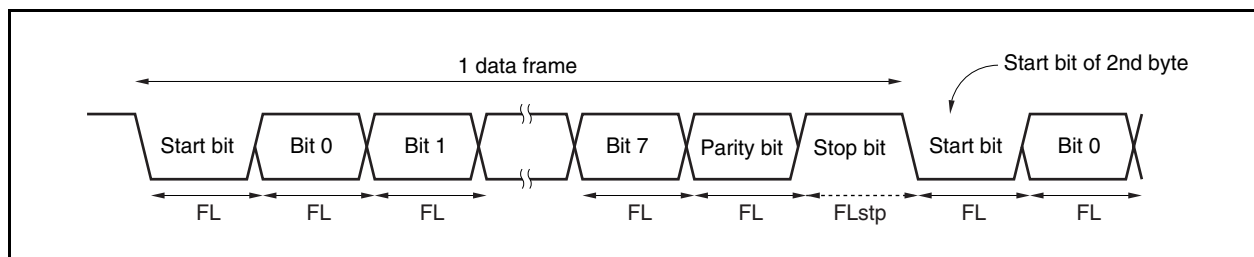 1 data frame
Start bit of 2nd byte
Start bit Bit 0 Bit 1 Bit 7 Parity bit Stop bit Start bit Bit 0
FL FL FL FL FL FLstp FL FL